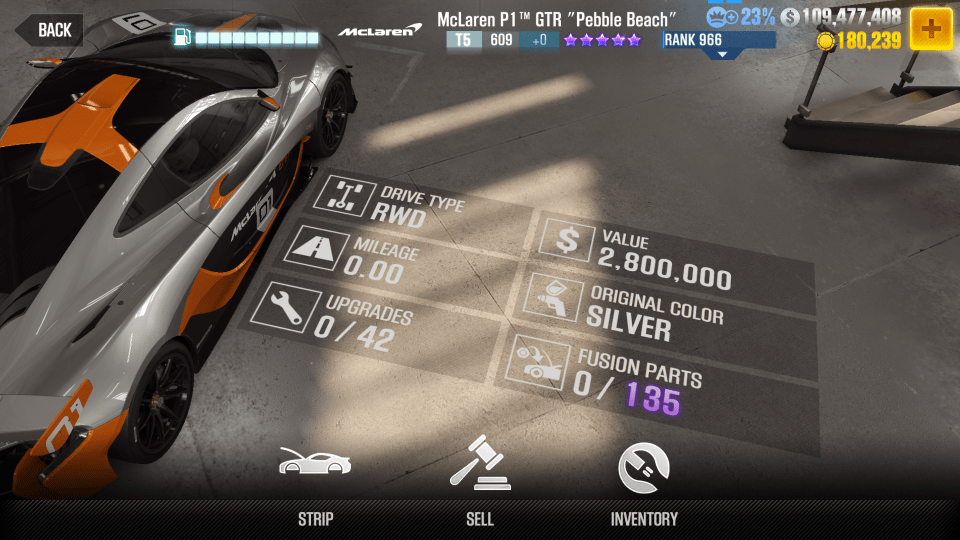 BACK
McLaren
McLaren P1™ GTR "Pebble Beach"
T5 609 +0
23%
109,477,408
RANK 966
180,239
DRIVE TYPE
RWD
MILEAGE
0.00
UPGRADES
0 / 42
VALUE
2,800,000
ORIGINAL COLOR
SILVER
FUSION PARTS
0 / 135
STRIP
SELL
INVENTORY